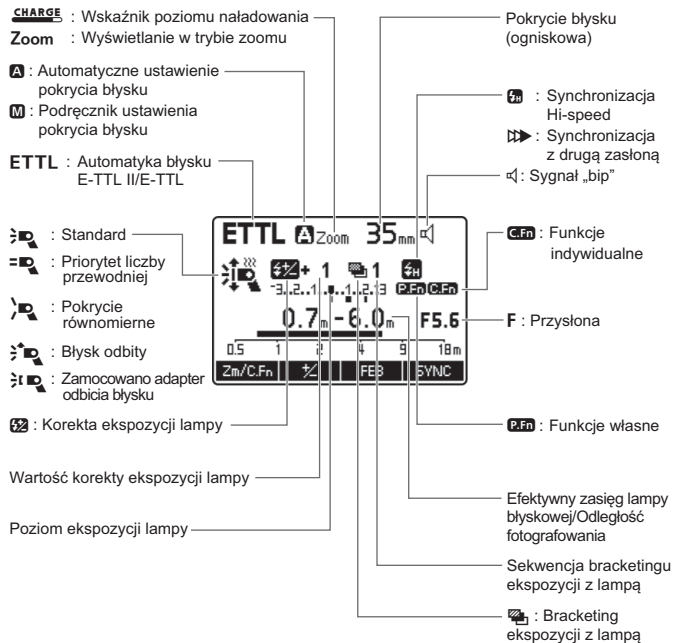 CHARGE : Wskaźnik poziomu naładowania
Zoom : Wyświetlanie w trybie zoomu
A : Automatyczne ustawienie
pokrycia błysku
M : Podręcznik ustawienia
pokrycia błysku
ETTL : Automatyka błysku
E-TTL II/E-TTL
: Standard
: Priorytet liczby
przewodniej
: Pokrycie
równomierne
: Błysk odbity
: Zamocowano adapter
odbicia błysku
: Korekta ekspozycji lampy
Wartość korekty ekspozycji lampy
Poziom ekspozycji lampy
ETTL A Zoom 35mm
+ 1 1 H
-3..2..1..■..1..2.+3 P.Fn C.Fn
0.7m-6.0m F5.6
0.5 1 2 4 9 18m
Zm/C.Fn +/- FEB SYNC
Pokrycie błysku
(ogniskowa)
H : Synchronizacja
Hi-speed
: Synchronizacja
z drugą zasłoną
: Sygnał „bip”
C.Fn : Funkcje
indywidualne
F : Przysłona
P.Fn : Funkcje własne
Efektywny zasięg lampy
błyskowej/Odległość
fotografowania
Sekwencja bracketingu
ekspozycji z lampą
: Bracketing
ekspozycji z lampą